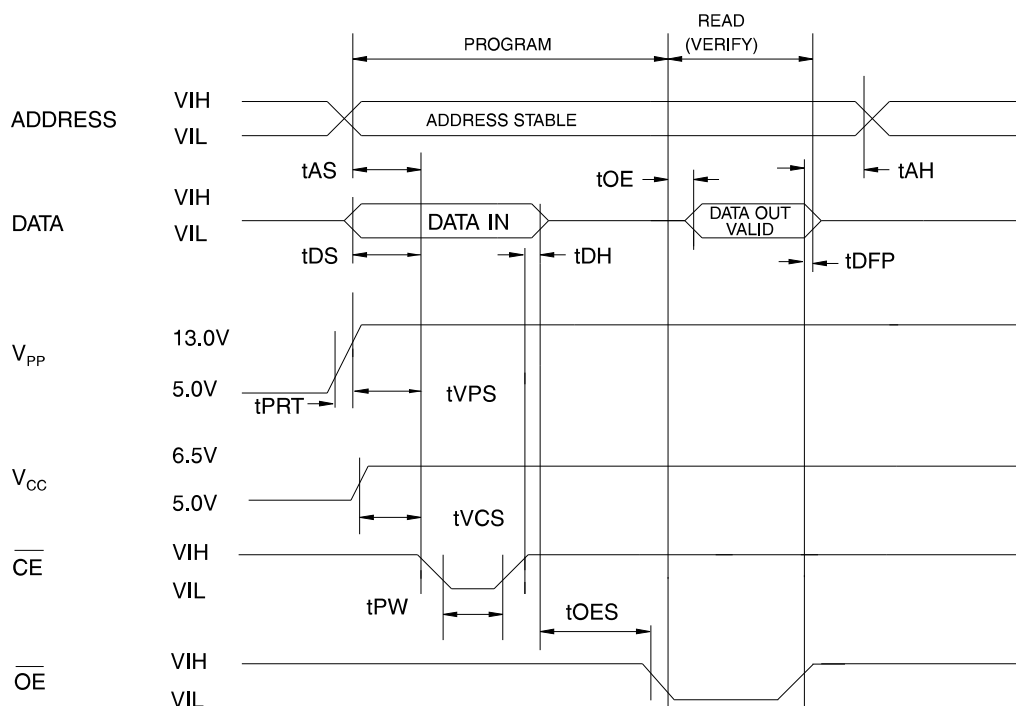 READ
PROGRAM (VERIFY)
VIH
ADDRESS ADDRESS STABLE
VIL
tAS tOE tAH
VIH
DATA DATA IN DATA OUT VALID
VIL
tDS tDH tDFP
13.0V
VPP
5.0V
tPRT tVPS
6.5V
VCC
5.0V
tVCS
VIH
CE
VIL
tPW tOES
VIH
OE
VIL